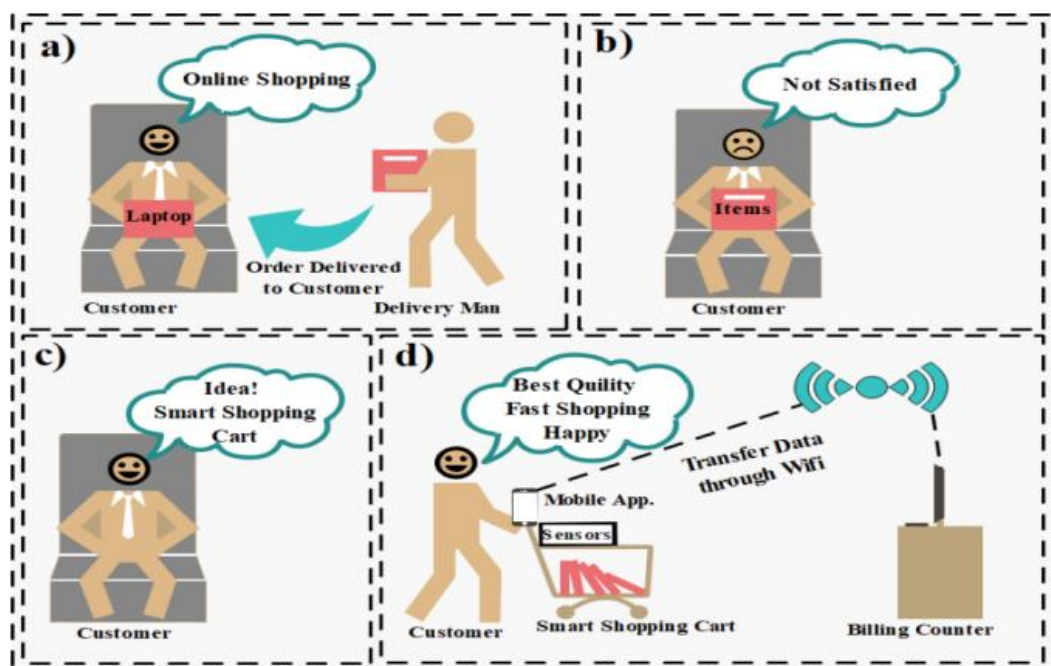 a)
Online Shopping
Laptop
Order Delivered
to Customer
Customer
Delivery Man
b)
Not Satisfied
Items
Customer
c)
Idea!
Smart Shopping
Cart
Customer
d)
Best Quility
Fast Shopping
Happy
Transfer Data
through Wifi
Mobile App.
Sensors
Customer
Smart Shopping Cart
Billing Counter